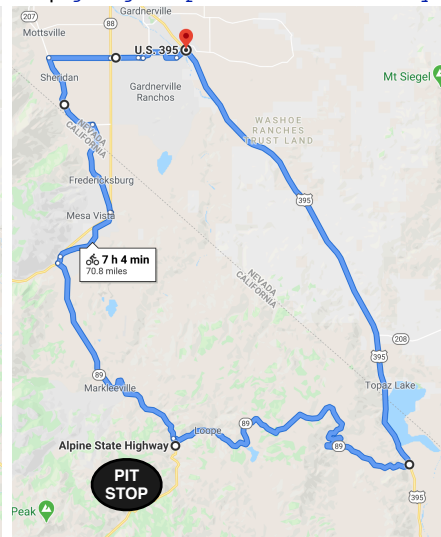 Gardnerville
207
88
Mottsville
U.S. 395
Sheridan
Mt Siegel
Gardnerville
Ranchos
WASHOE
RANCHES
TRUST LAND
NEVADA
CALIFORNIA
Fredericksburg
395
Mesa Vista
7 h 4 min
70.8 miles
NEVADA
CALIFORNIA
208
395
89
Markleeville
Topaz Lake
89
Loope
Alpine State Highway
89
PIT
STOP
395
Peak